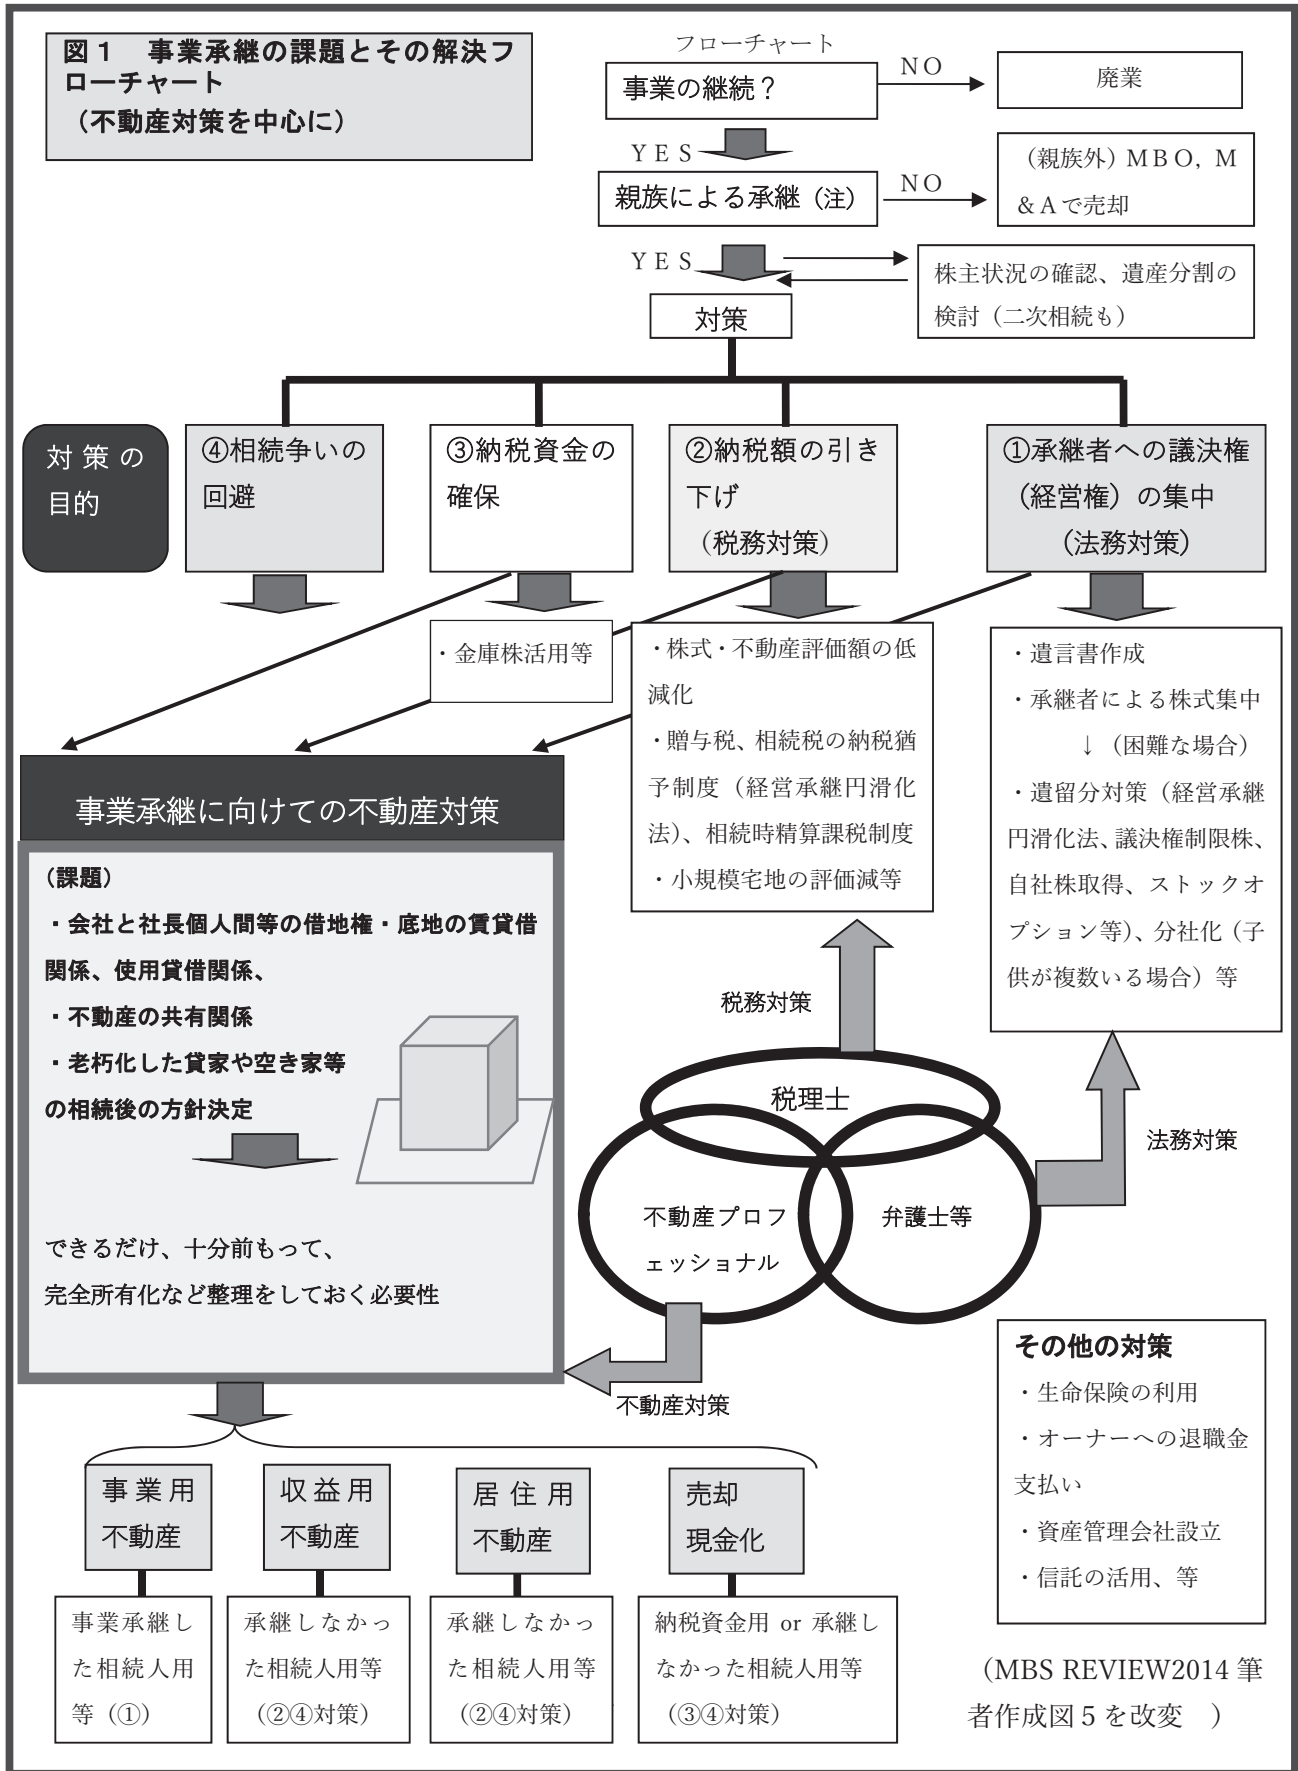 図１　事業承継の課題とその解決フ
ローチャート
（不動産対策を中心に）
フローチャート
事業の継続？
NO
廃業
YES
親族による承継（注）
NO
（親族外）ＭＢＯ，Ｍ
＆Ａで売却
YES
株主状況の確認、遺産分割の
検討（二次相続も）
対策
対策の
目的
④相続争いの
回避
③納税資金の
確保
②納税額の引き
下げ
（税務対策）
①承継者への議決権
（経営権）の集中
（法務対策）
・金庫株活用等
・株式・不動産評価額の低
減化
・贈与税、相続税の納税猶
予制度（経営承継円滑化
法）、相続時精算課税制度
・小規模宅地の評価減等
・遺言書作成
・承継者による株式集中
↓（困難な場合）
・遺留分対策（経営承継
円滑化法、議決権制限株、
自社株取得、ストックオ
プション等）、分社化（子
供が複数いる場合）等
事業承継に向けての不動産対策
（課題）
・会社と社長個人間等の借地権・底地の賃貸借
関係、使用貸借関係、
・不動産の共有関係
・老朽化した貸家や空き家等
の相続後の方針決定
できるだけ、十分前もって、
完全所有化など整理をしておく必要性
税務対策
税理士
法務対策
不動産プロフ
ェッショナル
弁護士等
不動産対策
その他の対策
・生命保険の利用
・オーナーへの退職金
支払い
・資産管理会社設立
・信託の活用、等
事業用
不動産
収益用
不動産
居住用
不動産
売却
現金化
事業承継し
た相続人用
等（①）
承継しなかっ
た相続人用等
（②④対策）
承継しなかっ
た相続人用等
（②④対策）
納税資金用 or 承継し
なかった相続人用等
（③④対策）
（MBS REVIEW2014 筆
者作成図５を改変　）